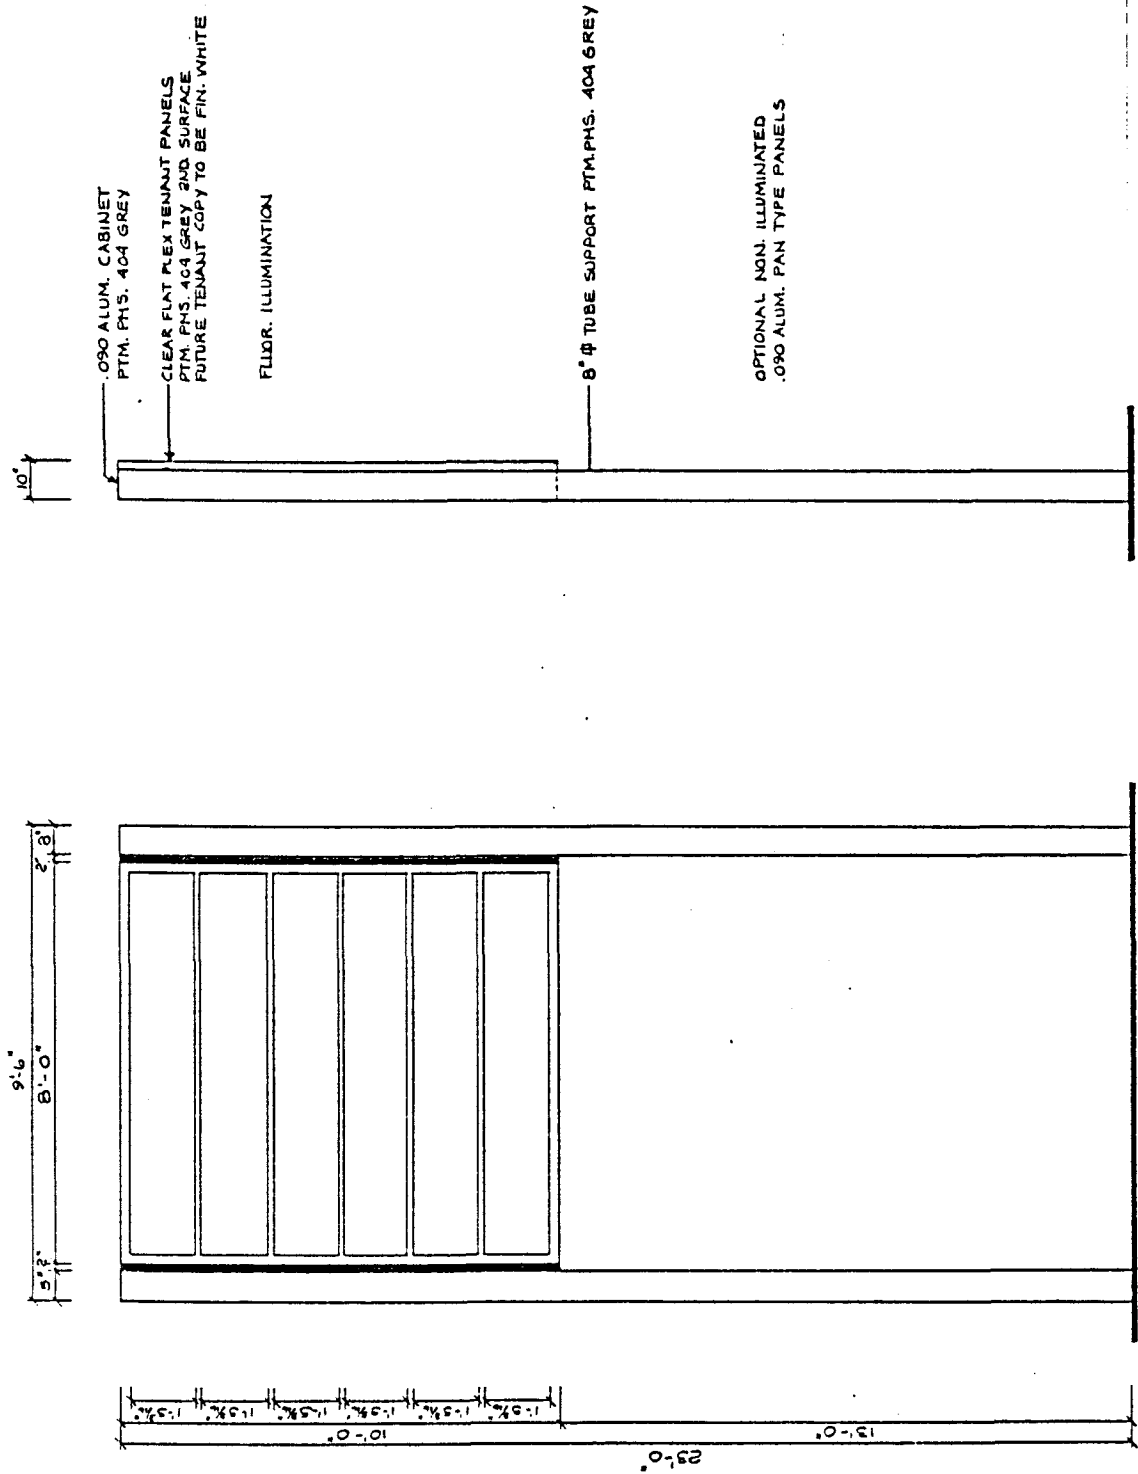 .090 ALUM. CABINET
PTM. PMS. 404 GREY
CLEAR FLAT PLEX TENANT PANELS
PTM. PMS. 404 GREY 2ND SURFACE
FUTURE TENANT COPY TO BE FIN. WHITE
FLUOR. ILLUMINATION
8" ⌀ TUBE SUPPORT PTM. PMS. 404 GREY
OPTIONAL NON. ILLUMINATED
.090 ALUM. PAN TYPE PANELS
10"
9'-6"
2" 8"
8'-0"
2"
10'-0"
13'-0"
23'-0"